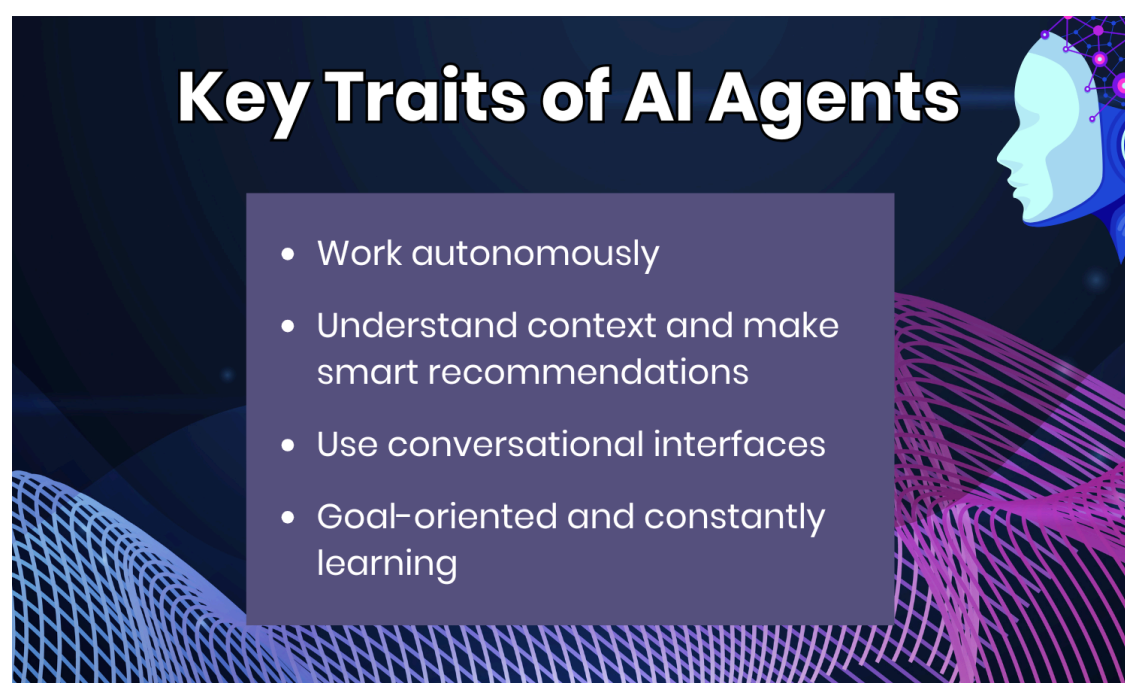 Key Traits of AI Agents
• Work autonomously
• Understand context and make
smart recommendations
• Use conversational interfaces
• Goal-oriented and constantly
learning